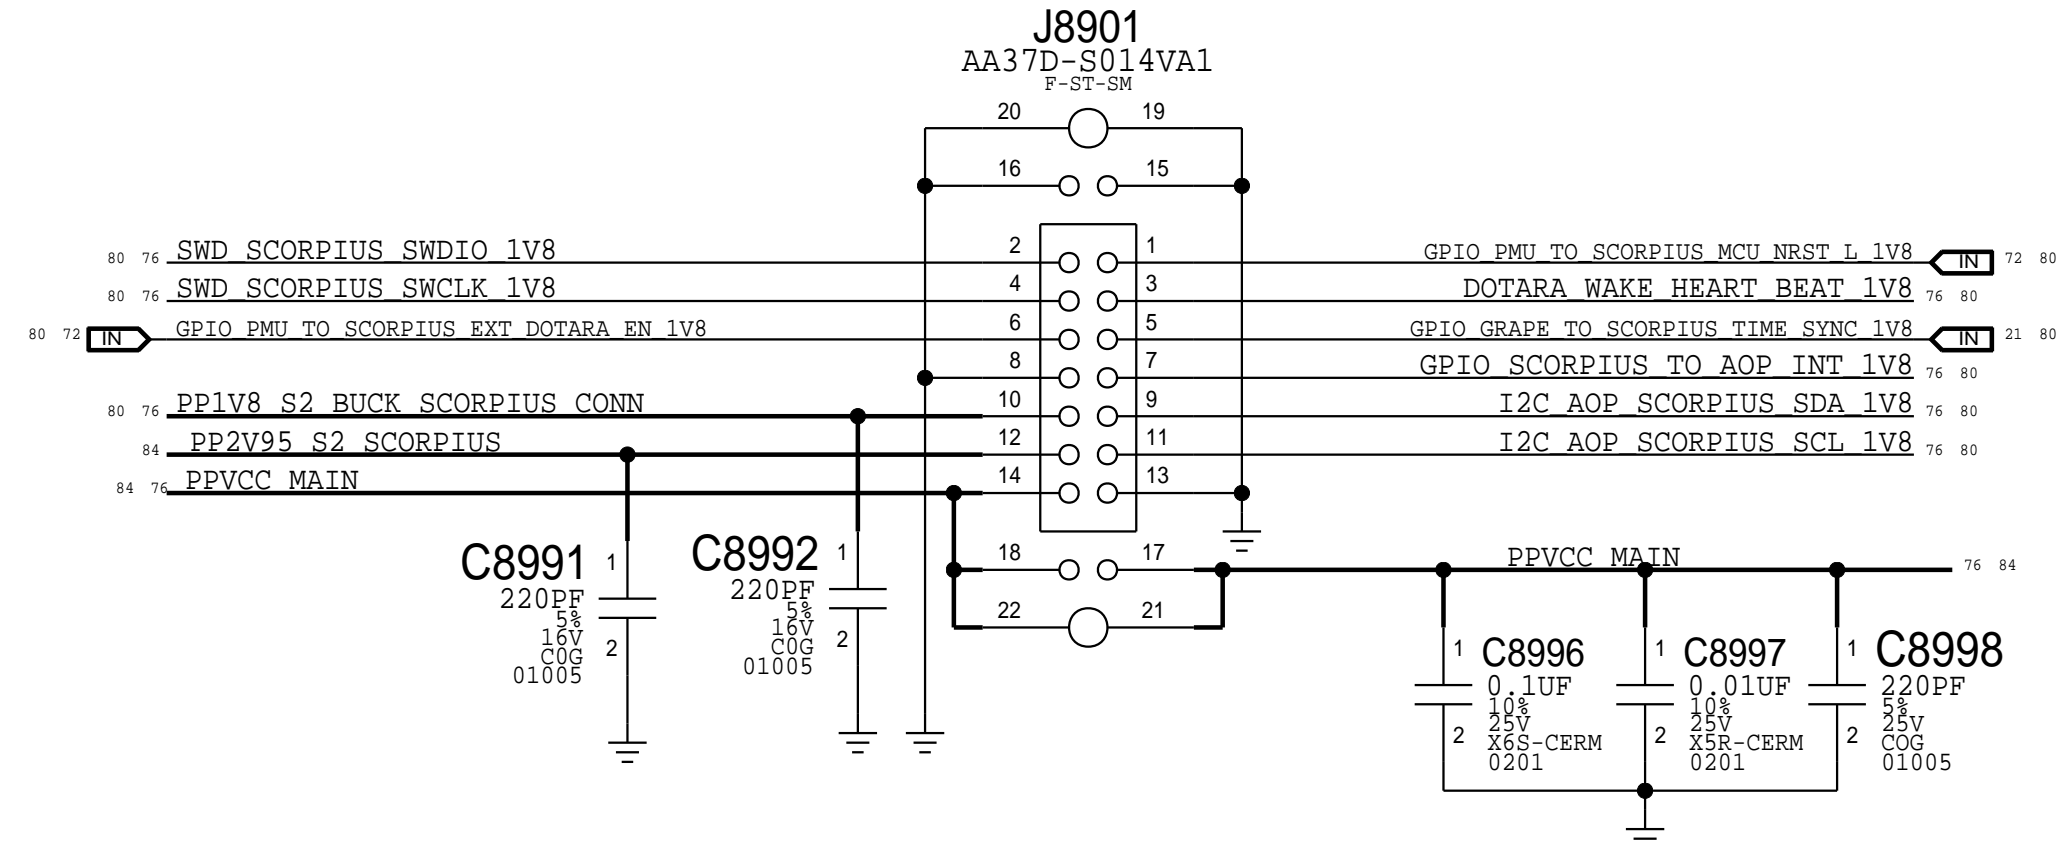 J8901
AA37D-S014VA1
F-ST-SM
20 19
16 15
80 76 SWD_SCORPIUS_SWDIO_1V8 2 1 GPIO_PMU_TO_SCORPIUS_MCU_NRST_L_1V8 IN 72 80
80 76 SWD_SCORPIUS_SWCLK_1V8 4 3 DOTARA_WAKE_HEART_BEAT_1V8 76 80
80 72 IN GPIO_PMU_TO_SCORPIUS_EXT_DOTARA_EN_1V8 6 5 GPIO_GRAPE_TO_SCORPIUS_TIME_SYNC_1V8 IN 21 80
8 7 GPIO_SCORPIUS_TO_AOP_INT_1V8 76 80
80 76 PP1V8_S2_BUCK_SCORPIUS_CONN 10 9 I2C_AOP_SCORPIUS_SDA_1V8 76 80
84 PP2V95_S2_SCORPIUS 12 11 I2C_AOP_SCORPIUS_SCL_1V8 76 80
84 76 PPVCC_MAIN 14 13
18 17 PPVCC_MAIN 76 84
22 21
C8991 1
220PF
5%
16V
C0G
01005
2
C8992 1
220PF
5%
16V
C0G
01005
2
1 C8996
0.1UF
10%
25V
2 X6S-CERM
0201
1 C8997
0.01UF
10%
25V
2 X5R-CERM
0201
1 C8998
220PF
5%
25V
2 COG
01005